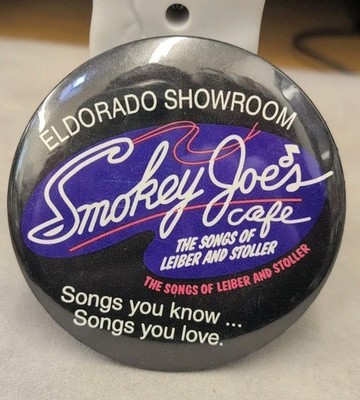 ELDORADO SHOWROOM
Smokey Joe's
cafe
THE SONGS OF
LEIBER AND STOLLER
THE SONGS OF LEIBER AND STOLLER
Songs you know ...
Songs you love.